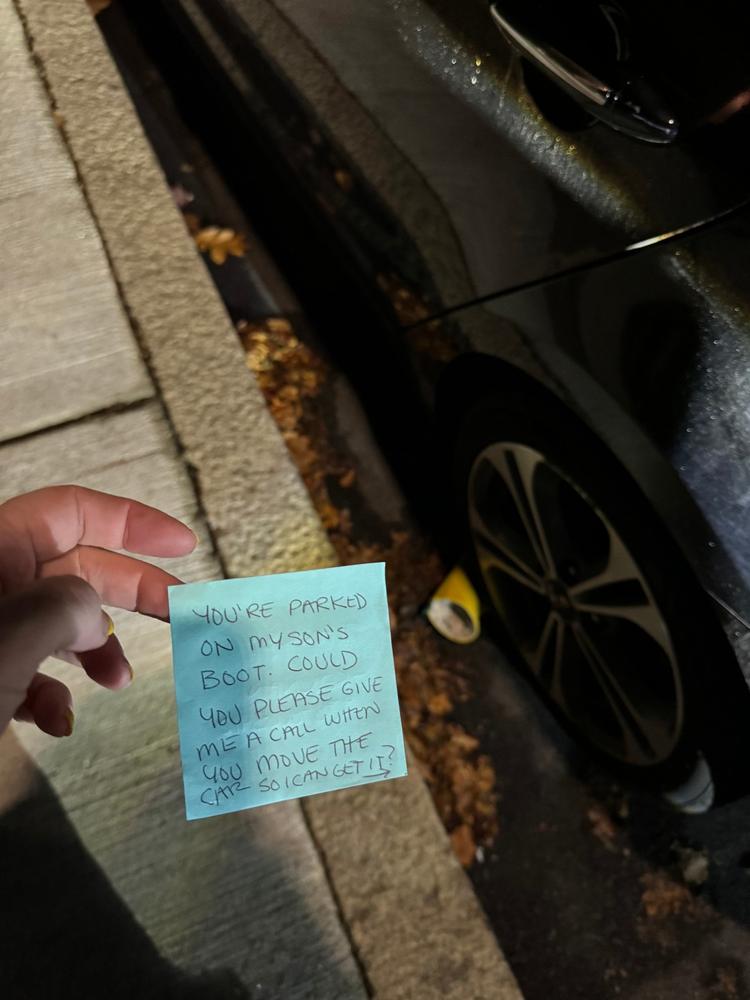 YOU'RE PARKED
ON MY SON'S
BOOT. COULD
YOU PLEASE GIVE
ME A CALL WHEN
YOU MOVE THE
CAR SO I CAN GET IT?